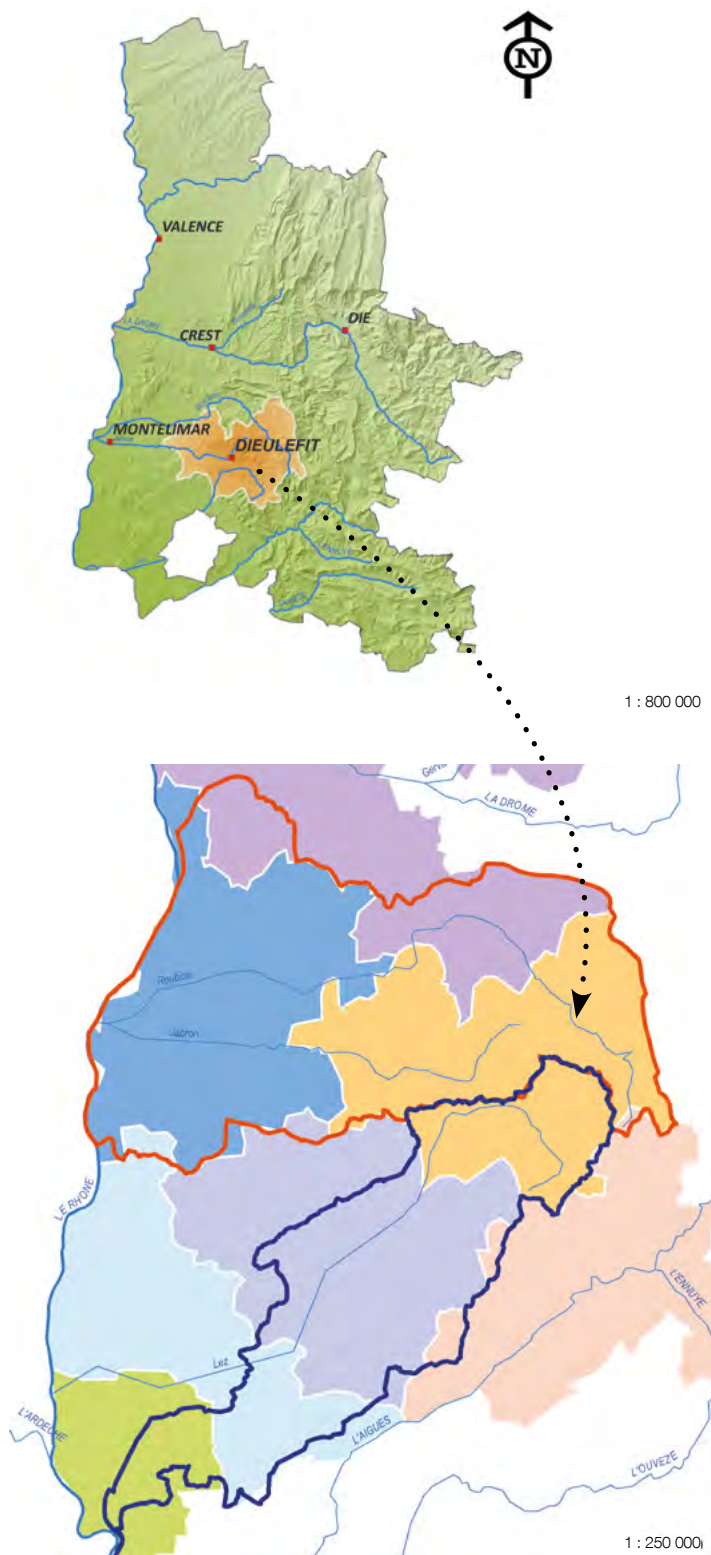 N
VALENCE
LA DROME
CREST
DIE
MONTELIMAR
DIEULEFIT
1 : 800 000
LA DROME
Roubion
Jabron
LE RHONE
L'ENNUYE
Lez
L'ARDECHE
L'AIGUES
L'OUVEZE
1 : 250 000